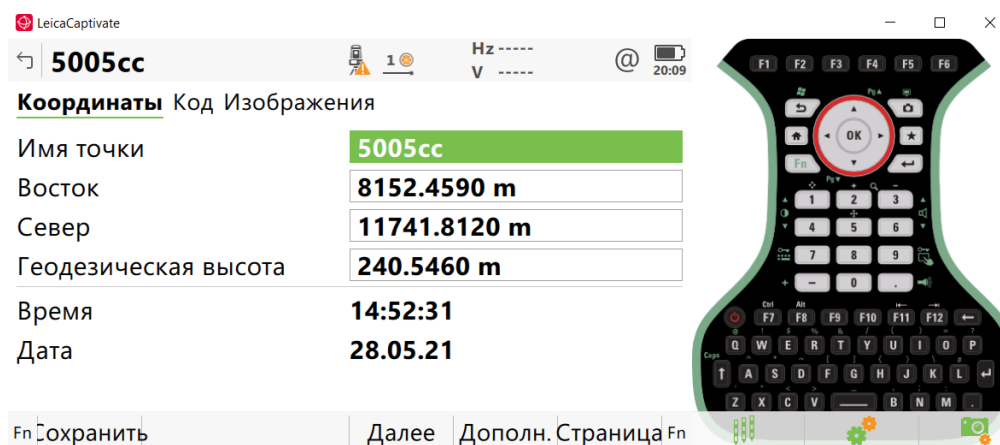 LeicaCaptivate
5005cc
1
Hz -----
V -----
@
20:09
Координаты Код Изображения
Имя точки 5005cc
Восток 8152.4590 m
Север 11741.8120 m
Геодезическая высота 240.5460 m
Время 14:52:31
Дата 28.05.21
Fn Сохранить Далее Дополн. Страница Fn
F1 F2 F3 F4 F5 F6
Pg
OK
Fn
Pg
1 2 3
4 5 6
7 8 9
+ - 0 .
Ctrl Alt
F7 F8 F9 F10 F11 F12
Q W E R T Y U I O P
Caps
A S D F G H J K L
Z X C V B N M .